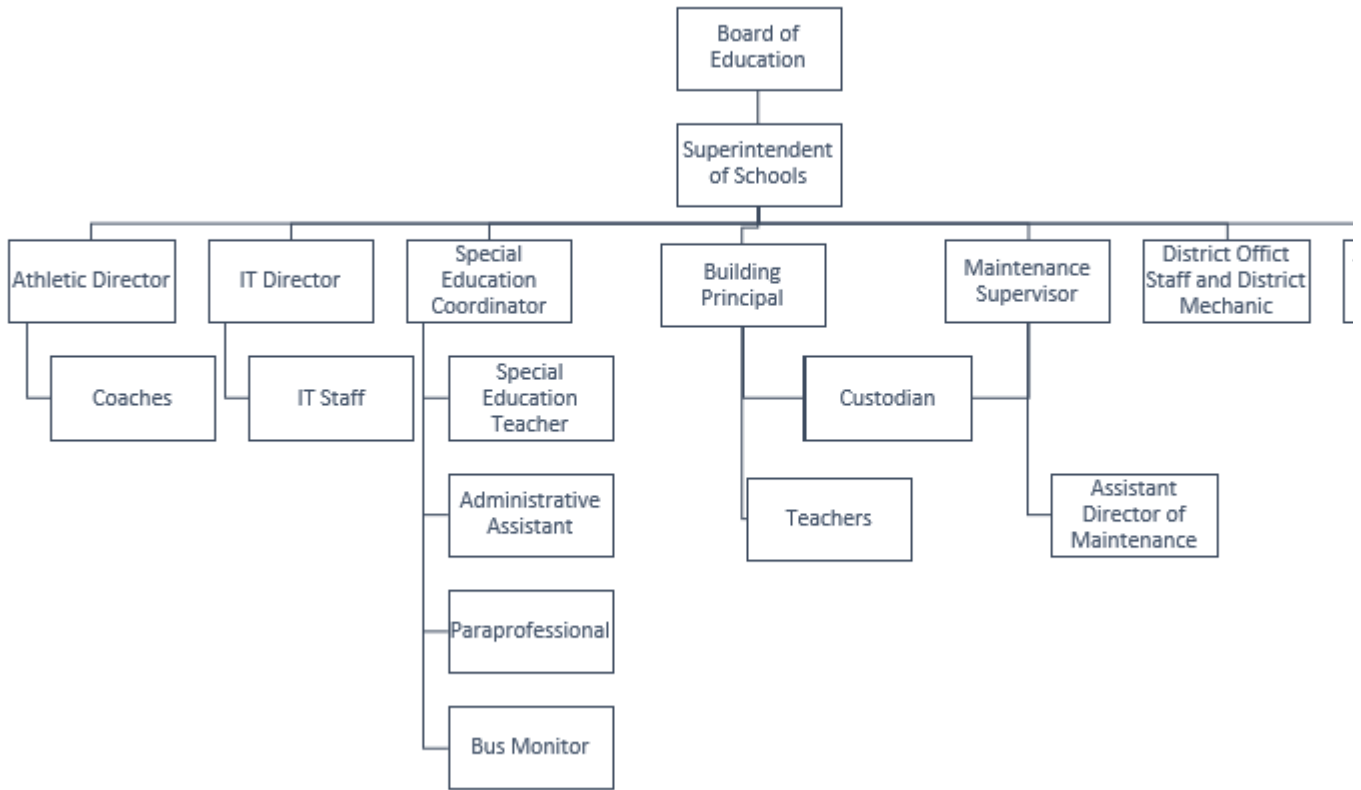 Board of
Education
Superintendent
of Schools
Athletic Director
IT Director
Special
Education
Coordinator
Building
Principal
Maintenance
Supervisor
District Offict
Staff and District
Mechanic
Coaches
IT Staff
Special
Education
Teacher
Custodian
Administrative
Assistant
Teachers
Assistant
Director of
Maintenance
Paraprofessional
Bus Monitor